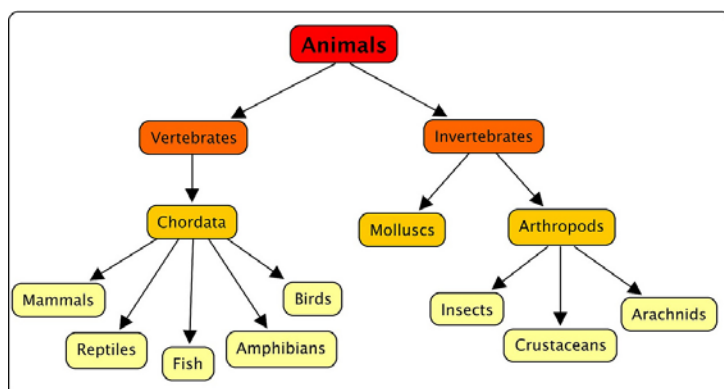 Animals
Vertebrates
Invertebrates
Chordata
Molluscs
Arthropods
Mammals
Birds
Insects
Arachnids
Reptiles
Fish
Amphibians
Crustaceans